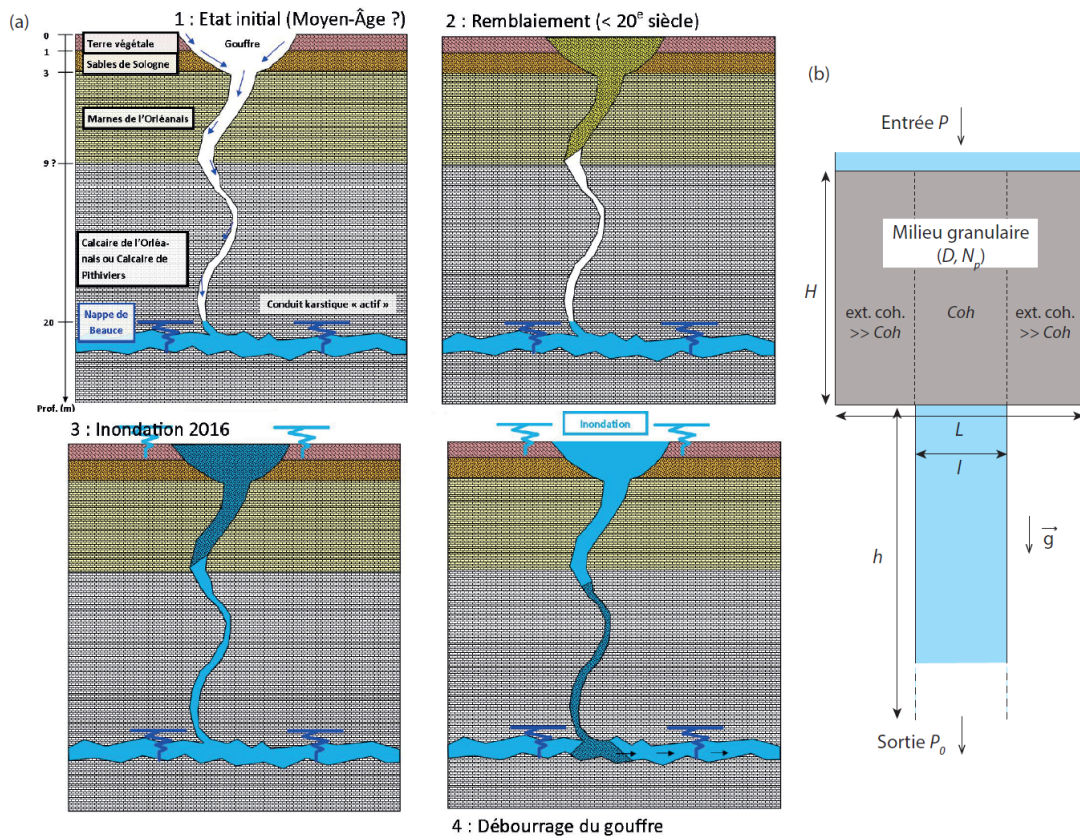 (a)
1 : Etat initial (Moyen-Âge ?)
0
Terre végétale
Gouffre
1
Sables de Sologne
3
Marnes de l'Orléanais
9 ?
Calcaire de l'Orléa-
nais ou Calcaire de
Pithiviers
Conduit karstique « actif »
Nappe de
Beauce
20
Prof. (m)
2 : Remblaiement (< 20e siècle)
3 : Inondation 2016
Inondation
4 : Débourrage du gouffre
(b)
Entrée P
Milieu granulaire
(D, Np)
H
ext. coh.
>> Coh
Coh
ext. coh.
>> Coh
L
l
g
h
Sortie P0